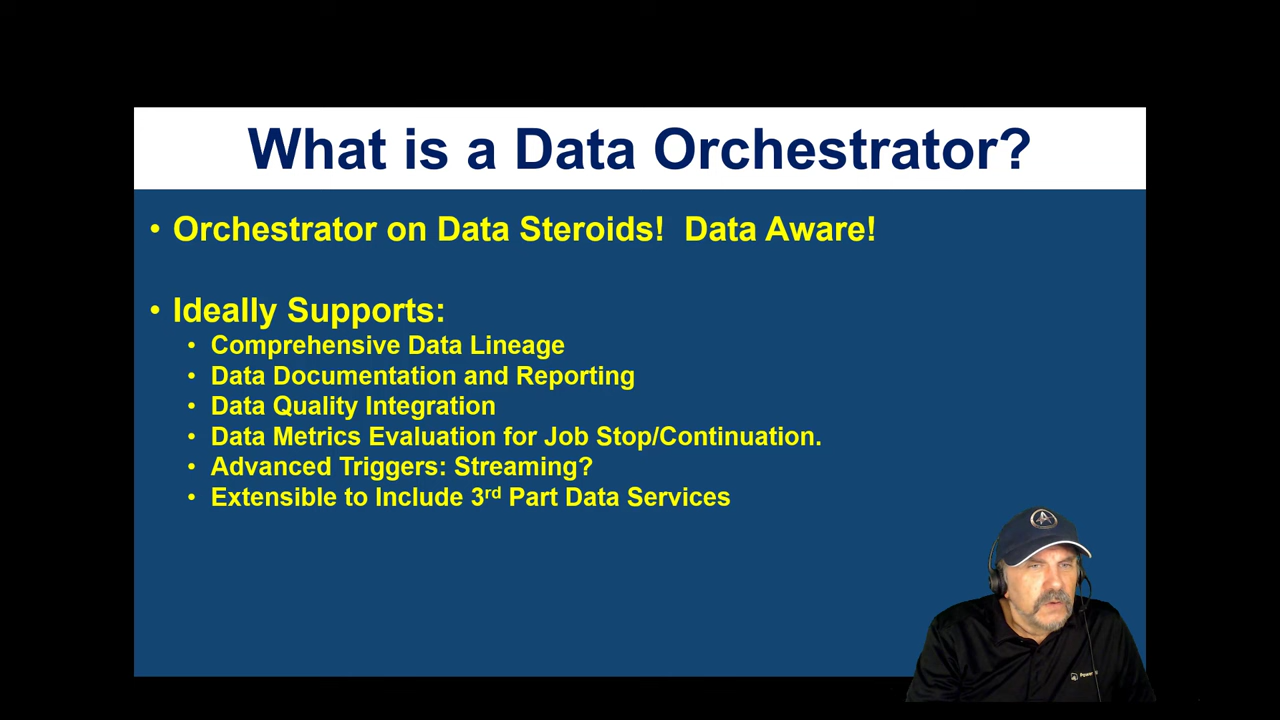 What is a Data Orchestrator?
• Orchestrator on Data Steroids!  Data Aware!
• Ideally Supports:
• Comprehensive Data Lineage
• Data Documentation and Reporting
• Data Quality Integration
• Data Metrics Evaluation for Job Stop/Continuation.
• Advanced Triggers: Streaming?
• Extensible to Include 3rd Part Data Services